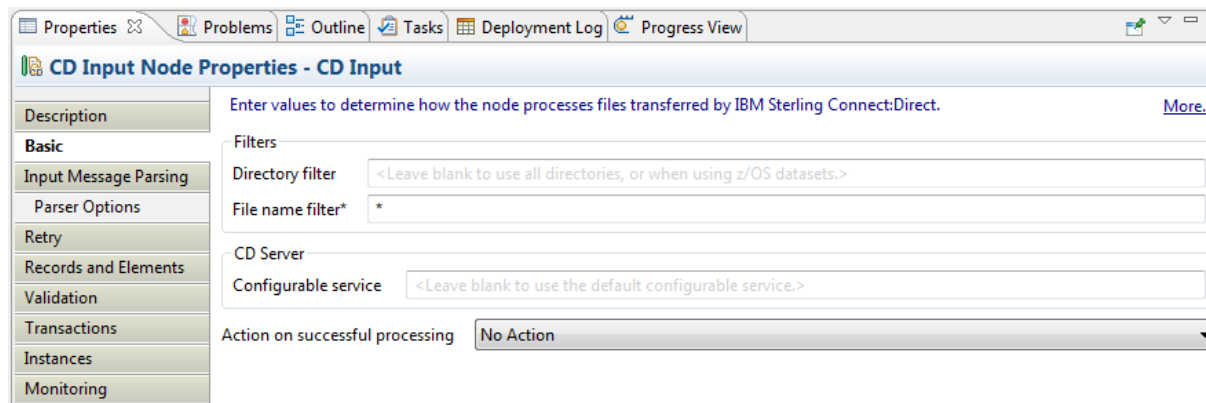 Properties Problems Outline Tasks Deployment Log Progress View
CD Input Node Properties - CD Input
Description
Basic
Input Message Parsing
Parser Options
Retry
Records and Elements
Validation
Transactions
Instances
Monitoring
Enter values to determine how the node processes files transferred by IBM Sterling Connect:Direct. More.
Filters
Directory filter <Leave blank to use all directories, or when using z/OS datasets.>
File name filter* *
CD Server
Configurable service <Leave blank to use the default configurable service.>
Action on successful processing No Action